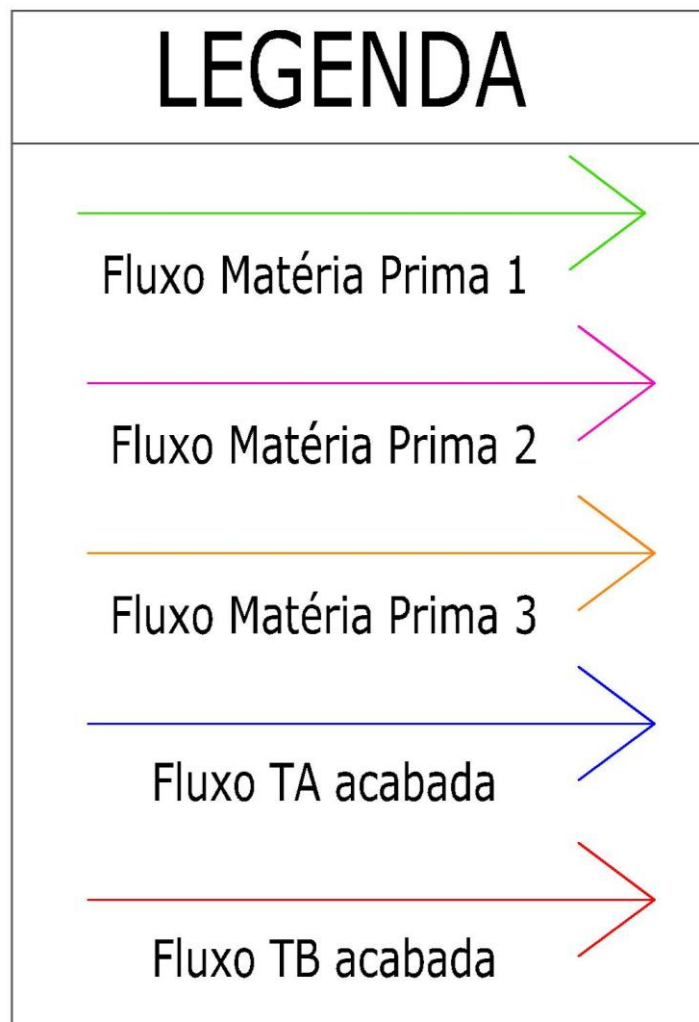 LEGENDA
Fluxo Matéria Prima 1
Fluxo Matéria Prima 2
Fluxo Matéria Prima 3
Fluxo TA acabada
Fluxo TB acabada